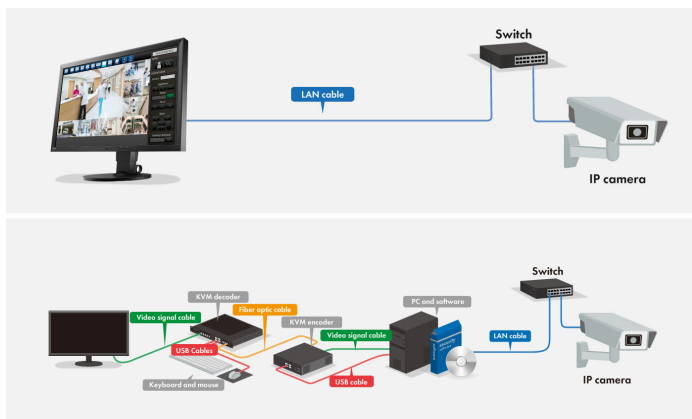 Switch
LAN cable
IP camera
Switch
KVM decoder
PC and software
Video signal cable
Fiber optic cable
KVM encoder
Video signal cable
LAN cable
USB Cables
Security
Keyboard and mouse
USB cable
IP camera